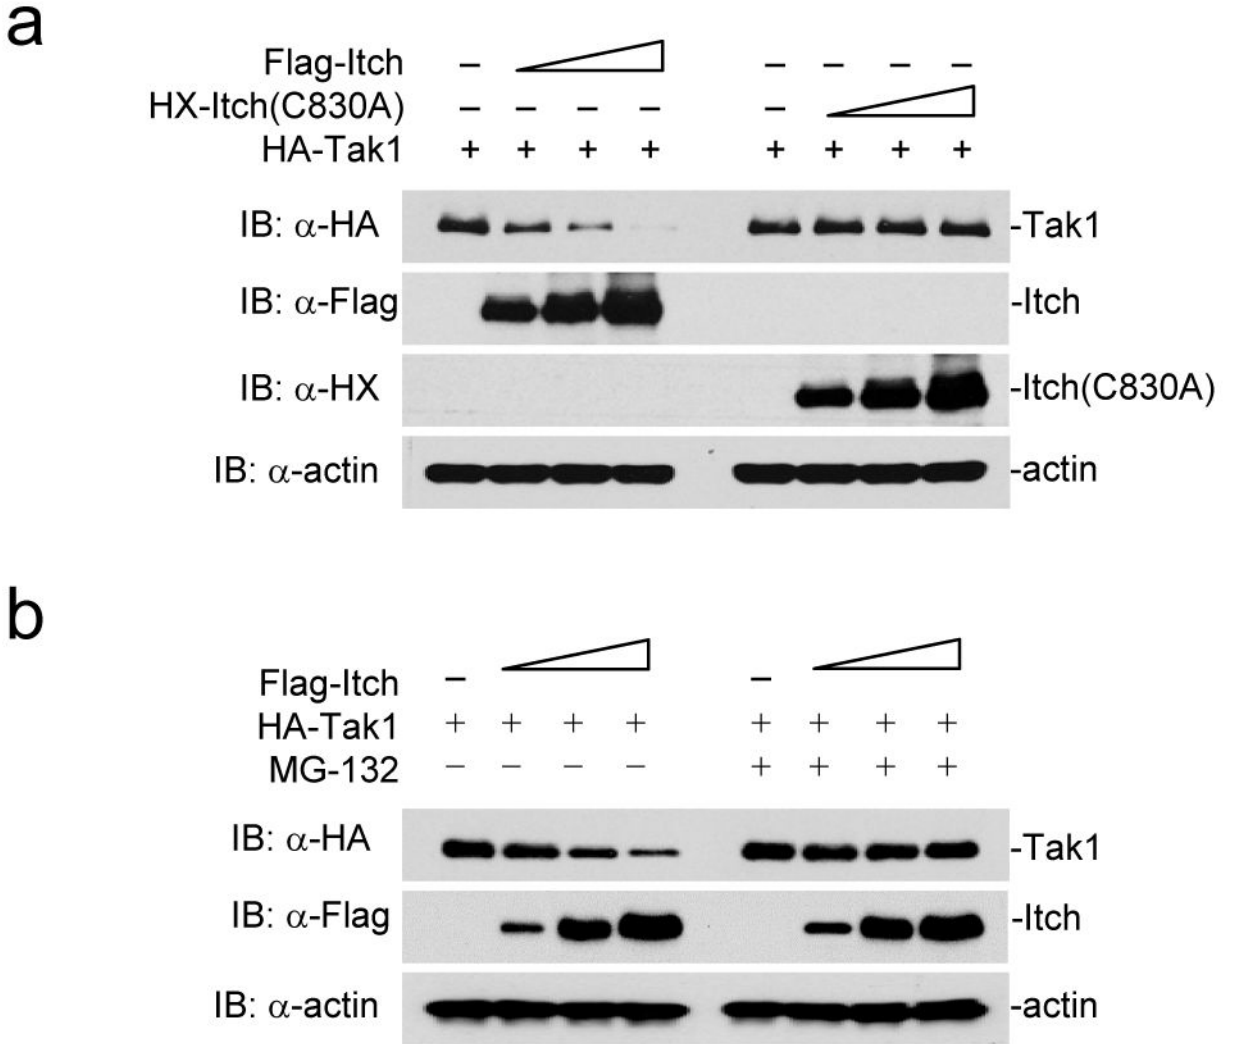 a
Flag-Itch –
HX-Itch(C830A) – – – –
HA-Tak1 + + + +
– – – –
–
+ + + +
IB: α-HA -Tak1
IB: α-Flag -Itch
IB: α-HX -Itch(C830A)
IB: α-actin -actin
b
Flag-Itch – –
HA-Tak1 + + + + + + + +
MG-132 – – – – + + + +
IB: α-HA -Tak1
IB: α-Flag -Itch
IB: α-actin -actin